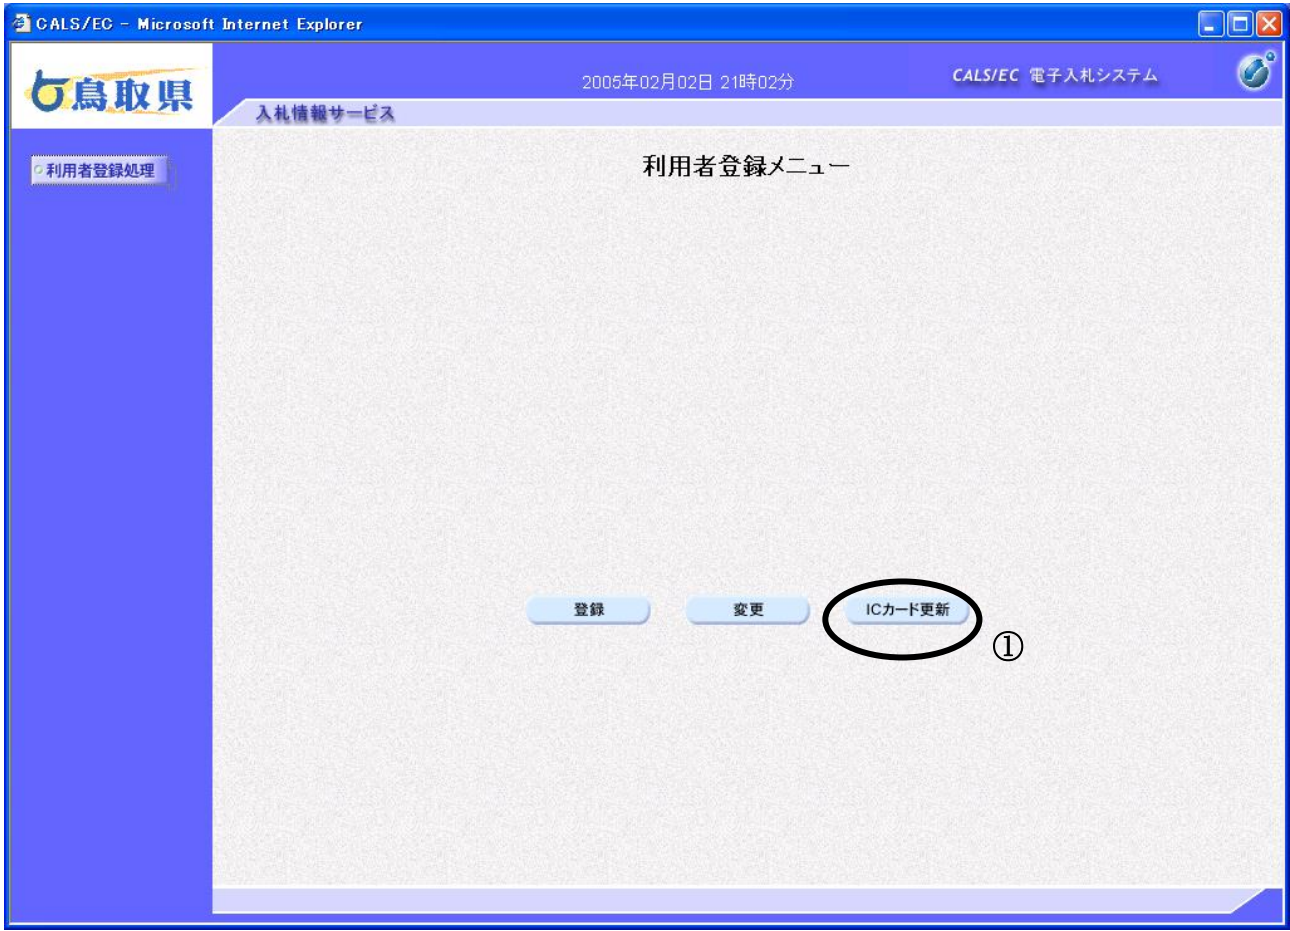 CALS/EC - Microsoft Internet Explorer
鳥取県
2005年02月02日 21時02分
CALS/EC 電子入札システム
入札情報サービス
利用者登録処理
利用者登録メニュー
登録
変更
ICカード更新
①